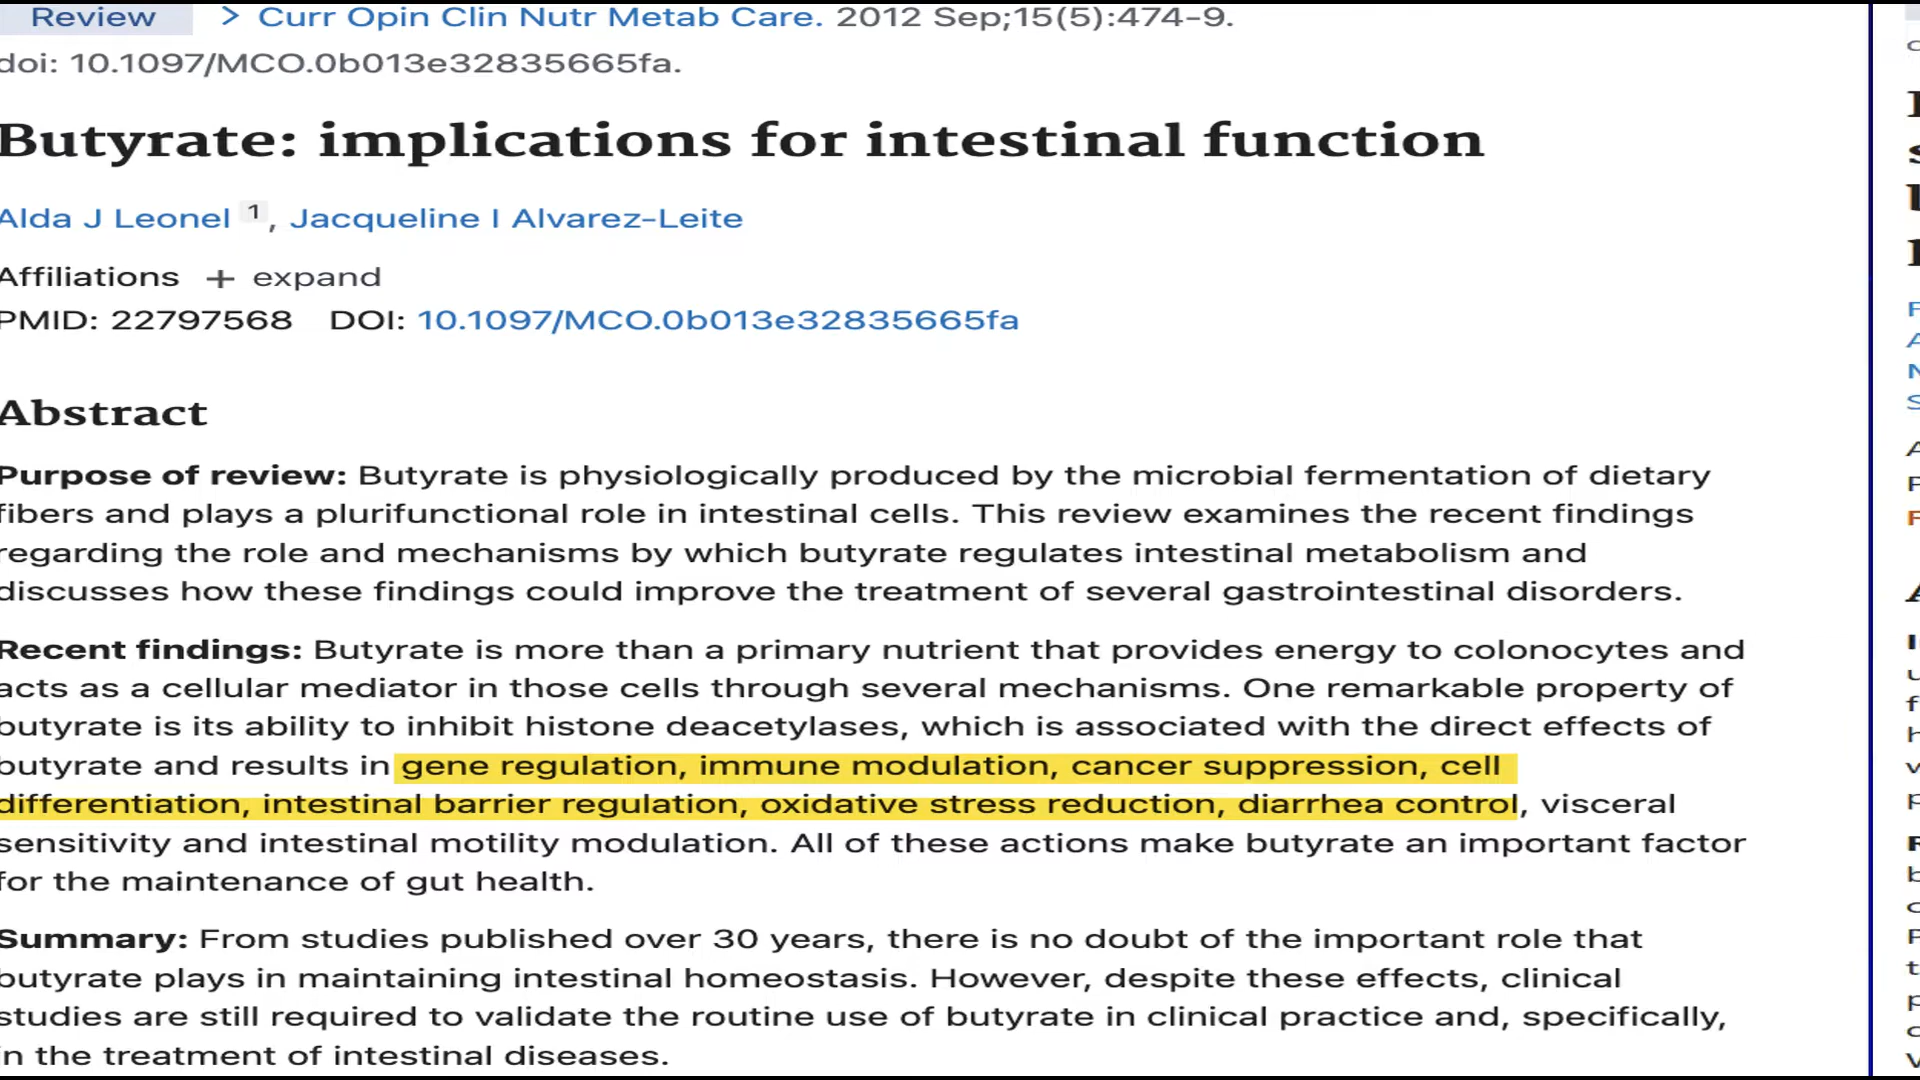 Review > Curr Opin Clin Nutr Metab Care. 2012 Sep;15(5):474-9.
doi: 10.1097/MCO.0b013e32835665fa.
Butyrate: implications for intestinal function
Alda J Leonel 1, Jacqueline I Alvarez-Leite
Affiliations + expand
PMID: 22797568 DOI: 10.1097/MCO.0b013e32835665fa
Abstract
Purpose of review: Butyrate is physiologically produced by the microbial fermentation of dietary
fibers and plays a plurifunctional role in intestinal cells. This review examines the recent findings
regarding the role and mechanisms by which butyrate regulates intestinal metabolism and
discusses how these findings could improve the treatment of several gastrointestinal disorders.
Recent findings: Butyrate is more than a primary nutrient that provides energy to colonocytes and
acts as a cellular mediator in those cells through several mechanisms. One remarkable property of
butyrate is its ability to inhibit histone deacetylases, which is associated with the direct effects of
butyrate and results in gene regulation, immune modulation, cancer suppression, cell
differentiation, intestinal barrier regulation, oxidative stress reduction, diarrhea control, visceral
sensitivity and intestinal motility modulation. All of these actions make butyrate an important factor
for the maintenance of gut health.
Summary: From studies published over 30 years, there is no doubt of the important role that
butyrate plays in maintaining intestinal homeostasis. However, despite these effects, clinical
studies are still required to validate the routine use of butyrate in clinical practice and, specifically,
in the treatment of intestinal diseases.